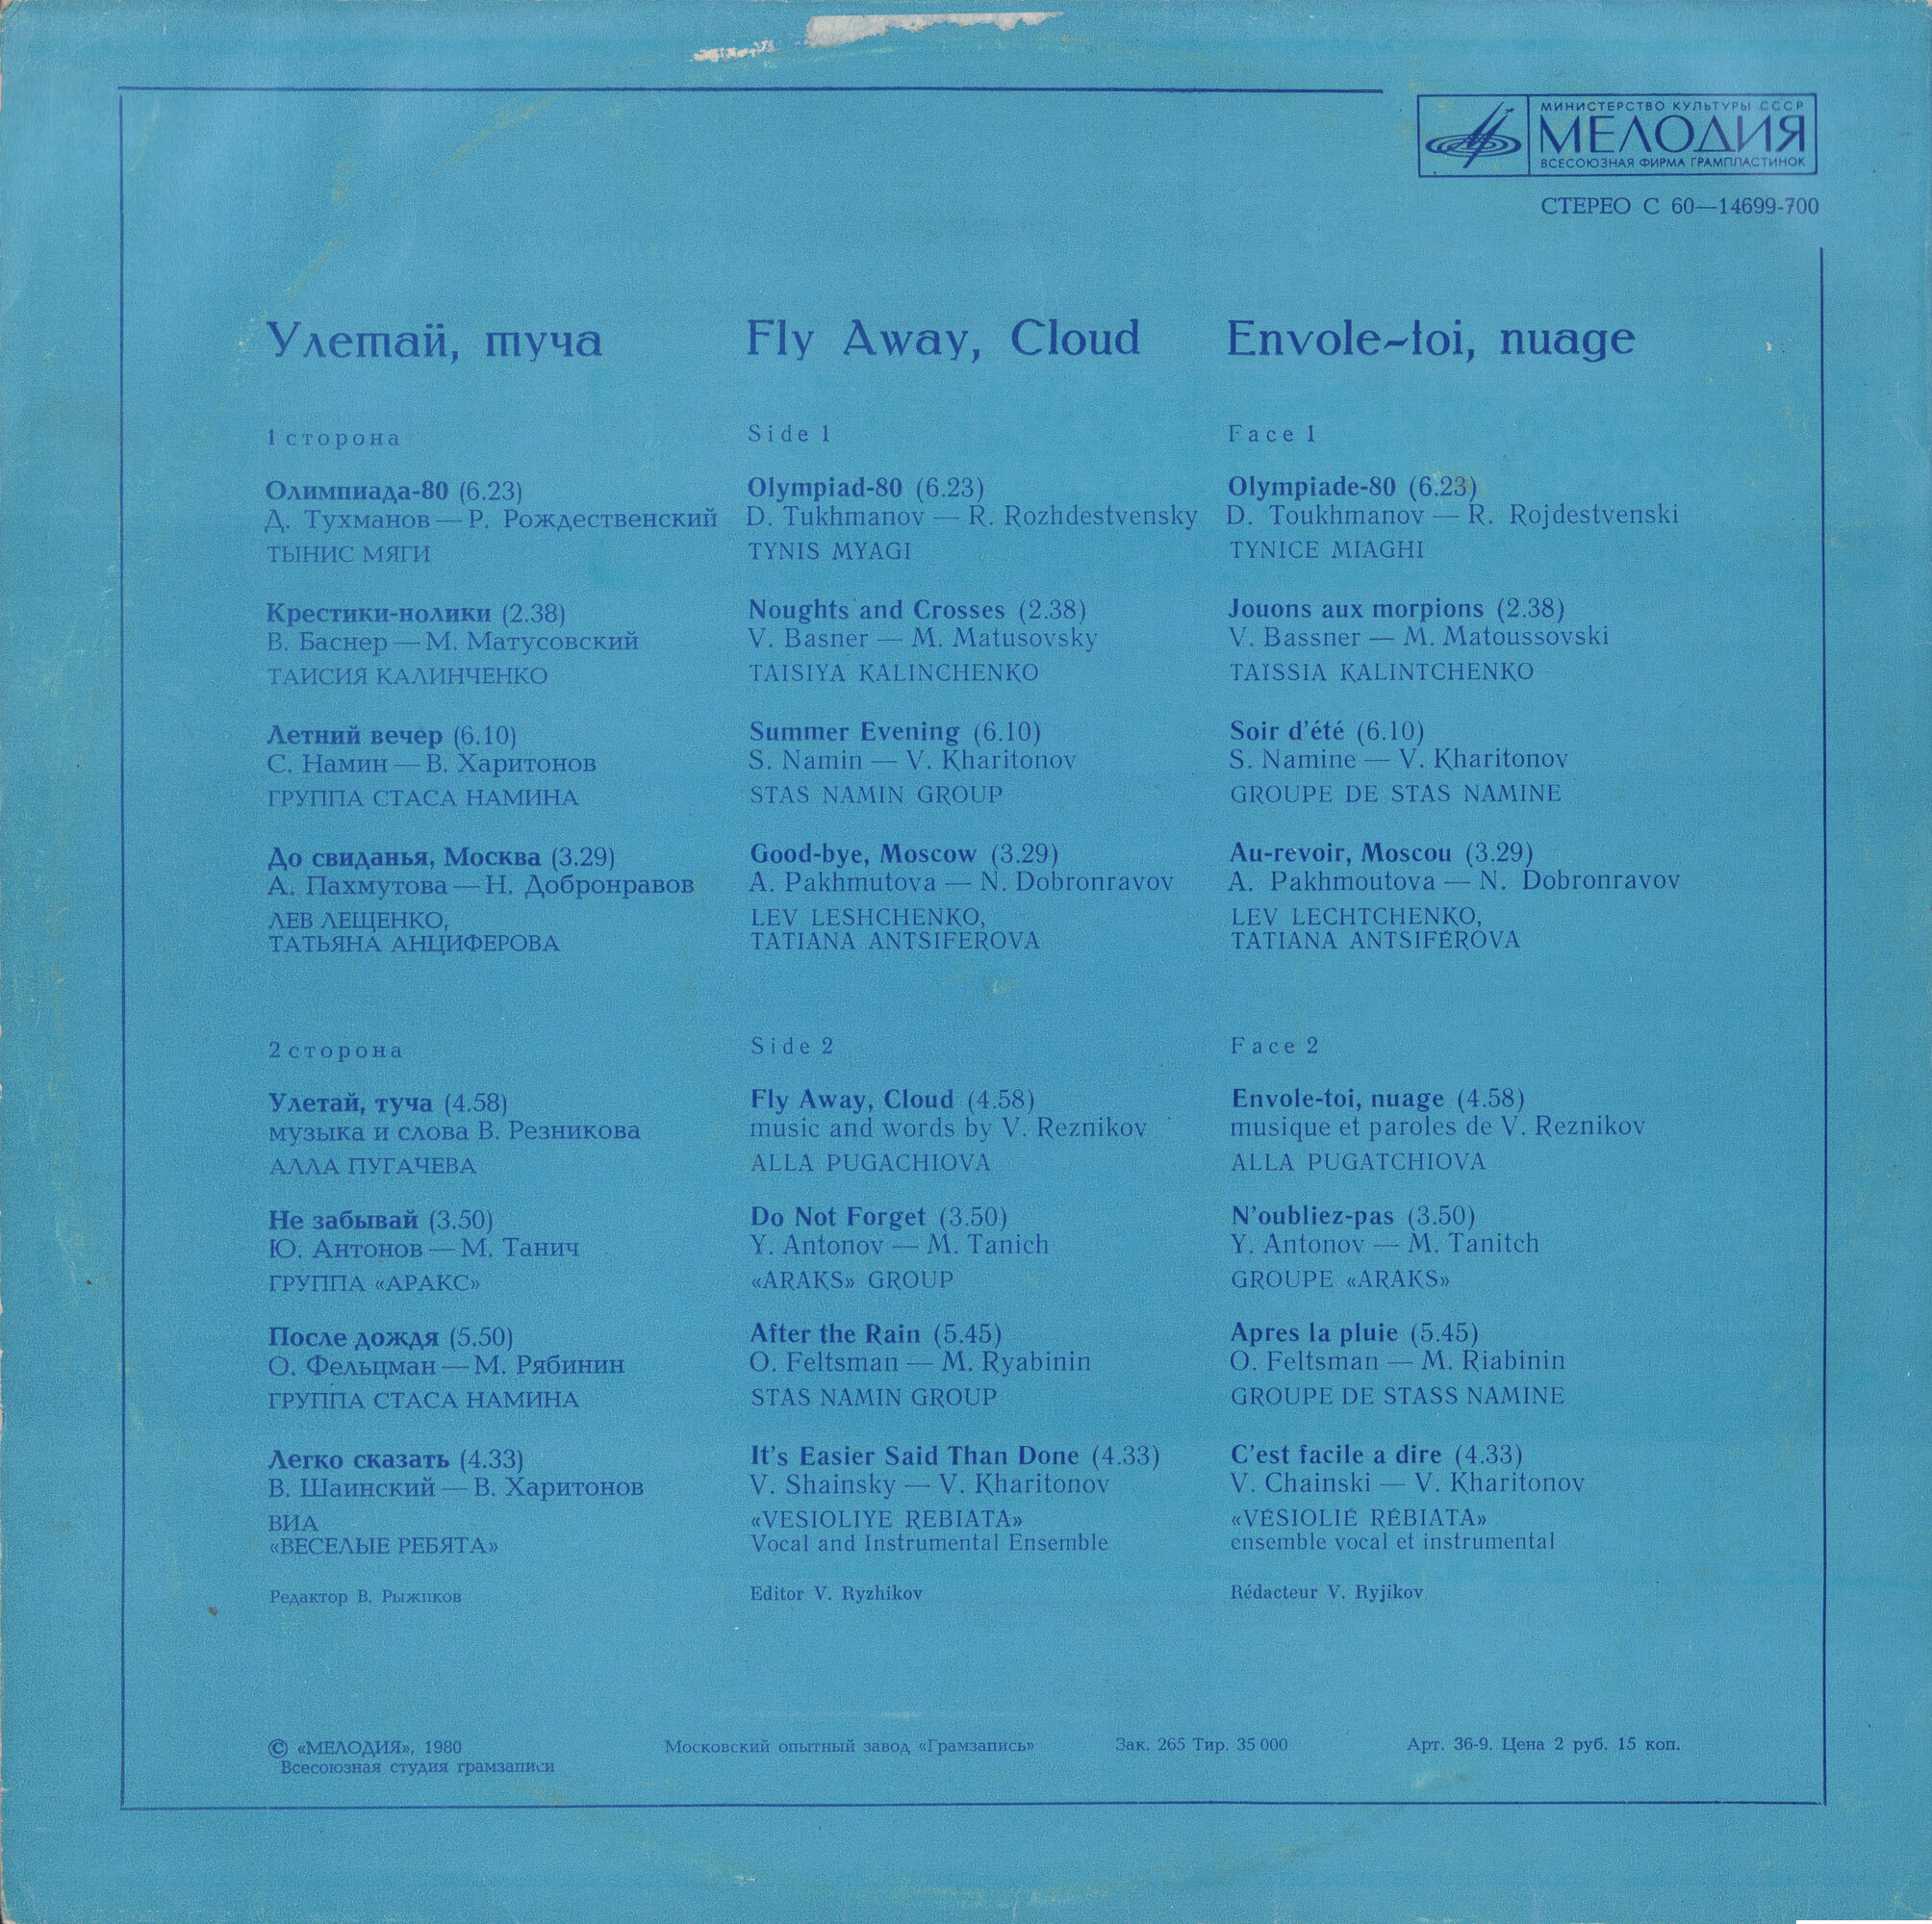 МИНИСТЕРСТВО КУЛЬТУРЫ СССР
МЕЛОДИЯ
ВСЕСОЮЗНАЯ ФИРМА ГРАМПЛАСТИНОК
СТЕРЕО С 60—14699-700
Улетай, туча
1 сторона
Олимпиада-80 (6.23)
Д. Тухманов — Р. Рождественский
ТЫНИС МЯГИ
Крестики-нолики (2.38)
В. Баснер — М. Матусовский
ТАИСИЯ КАЛИНЧЕНКО
Летний вечер (6.10)
С. Намин — В. Харитонов
ГРУППА СТАСА НАМИНА
До свиданья, Москва (3.29)
А. Пахмутова — Н. Добронравов
ЛЕВ ЛЕЩЕНКО,
ТАТЬЯНА АНЦИФЕРОВА
2 сторона
Улетай, туча (4.58)
музыка и слова В. Резникова
АЛЛА ПУГАЧЕВА
Не забывай (3.50)
Ю. Антонов — М. Танич
ГРУППА «АРАКС»
После дождя (5.50)
О. Фельцман — М. Рябинин
ГРУППА СТАСА НАМИНА
Легко сказать (4.33)
В. Шаинский — В. Харитонов
ВИА
«ВЕСЕЛЫЕ РЕБЯТА»
Редактор В. Рыжиков
Fly Away, Cloud
Side 1
Olympiad-80 (6.23)
D. Tukhmanov — R. Rozhdestvensky
TYNIS MYAGI
Noughts and Crosses (2.38)
V. Basner — M. Matusovsky
TAISIYA KALINCHENKO
Summer Evening (6.10)
S. Namin — V. Kharitonov
STAS NAMIN GROUP
Good-bye, Moscow (3.29)
A. Pakhmutova — N. Dobronravov
LEV LESHCHENKO,
TATIANA ANTSIFEROVA
Side 2
Fly Away, Cloud (4.58)
music and words by V. Reznikov
ALLA PUGACHIOVA
Do Not Forget (3.50)
Y. Antonov — M. Tanich
«ARAKS» GROUP
After the Rain (5.45)
O. Feltsman — M. Ryabinin
STAS NAMIN GROUP
It's Easier Said Than Done (4.33)
V. Shainsky — V. Kharitonov
«VESIOLIYE REBIATA»
Vocal and Instrumental Ensemble
Editor V. Ryzhikov
Envole-toi, nuage
Face 1
Olympiade-80 (6.23)
D. Toukhmanov — R. Rojdestvenski
TYNICE MIAGHI
Jouons aux morpions (2.38)
V. Bassner — M. Matoussovski
TAÏSSIA KALINTCHENKO
Soir d'été (6.10)
S. Namine — V. Kharitonov
GROUPE DE STAS NAMINE
Au-revoir, Moscou (3.29)
A. Pakhmoutova — N. Dobronravov
LEV LECHTCHENKO,
TATIANA ANTSIFÉROVA
Face 2
Envole-toi, nuage (4.58)
musique et paroles de V. Reznikov
ALLA PUGATCHIOVA
N'oubliez-pas (3.50)
Y. Antonov — M. Tanitch
GROUPE «ARAKS»
Apres la pluie (5.45)
O. Feltsman — M. Riabinin
GROUPE DE STASS NAMINE
C'est facile a dire (4.33)
V. Chainski — V. Kharitonov
«VÉSIOLIÉ RÉBIATA»
ensemble vocal et instrumental
Rédacteur V. Ryjikov
© «МЕЛОДИЯ», 1980
Всесоюзная студия грамзаписи
Московский опытный завод «Грамзапись»
Зак. 265 Тир. 35 000
Арт. 36-9. Цена 2 руб. 15 коп.